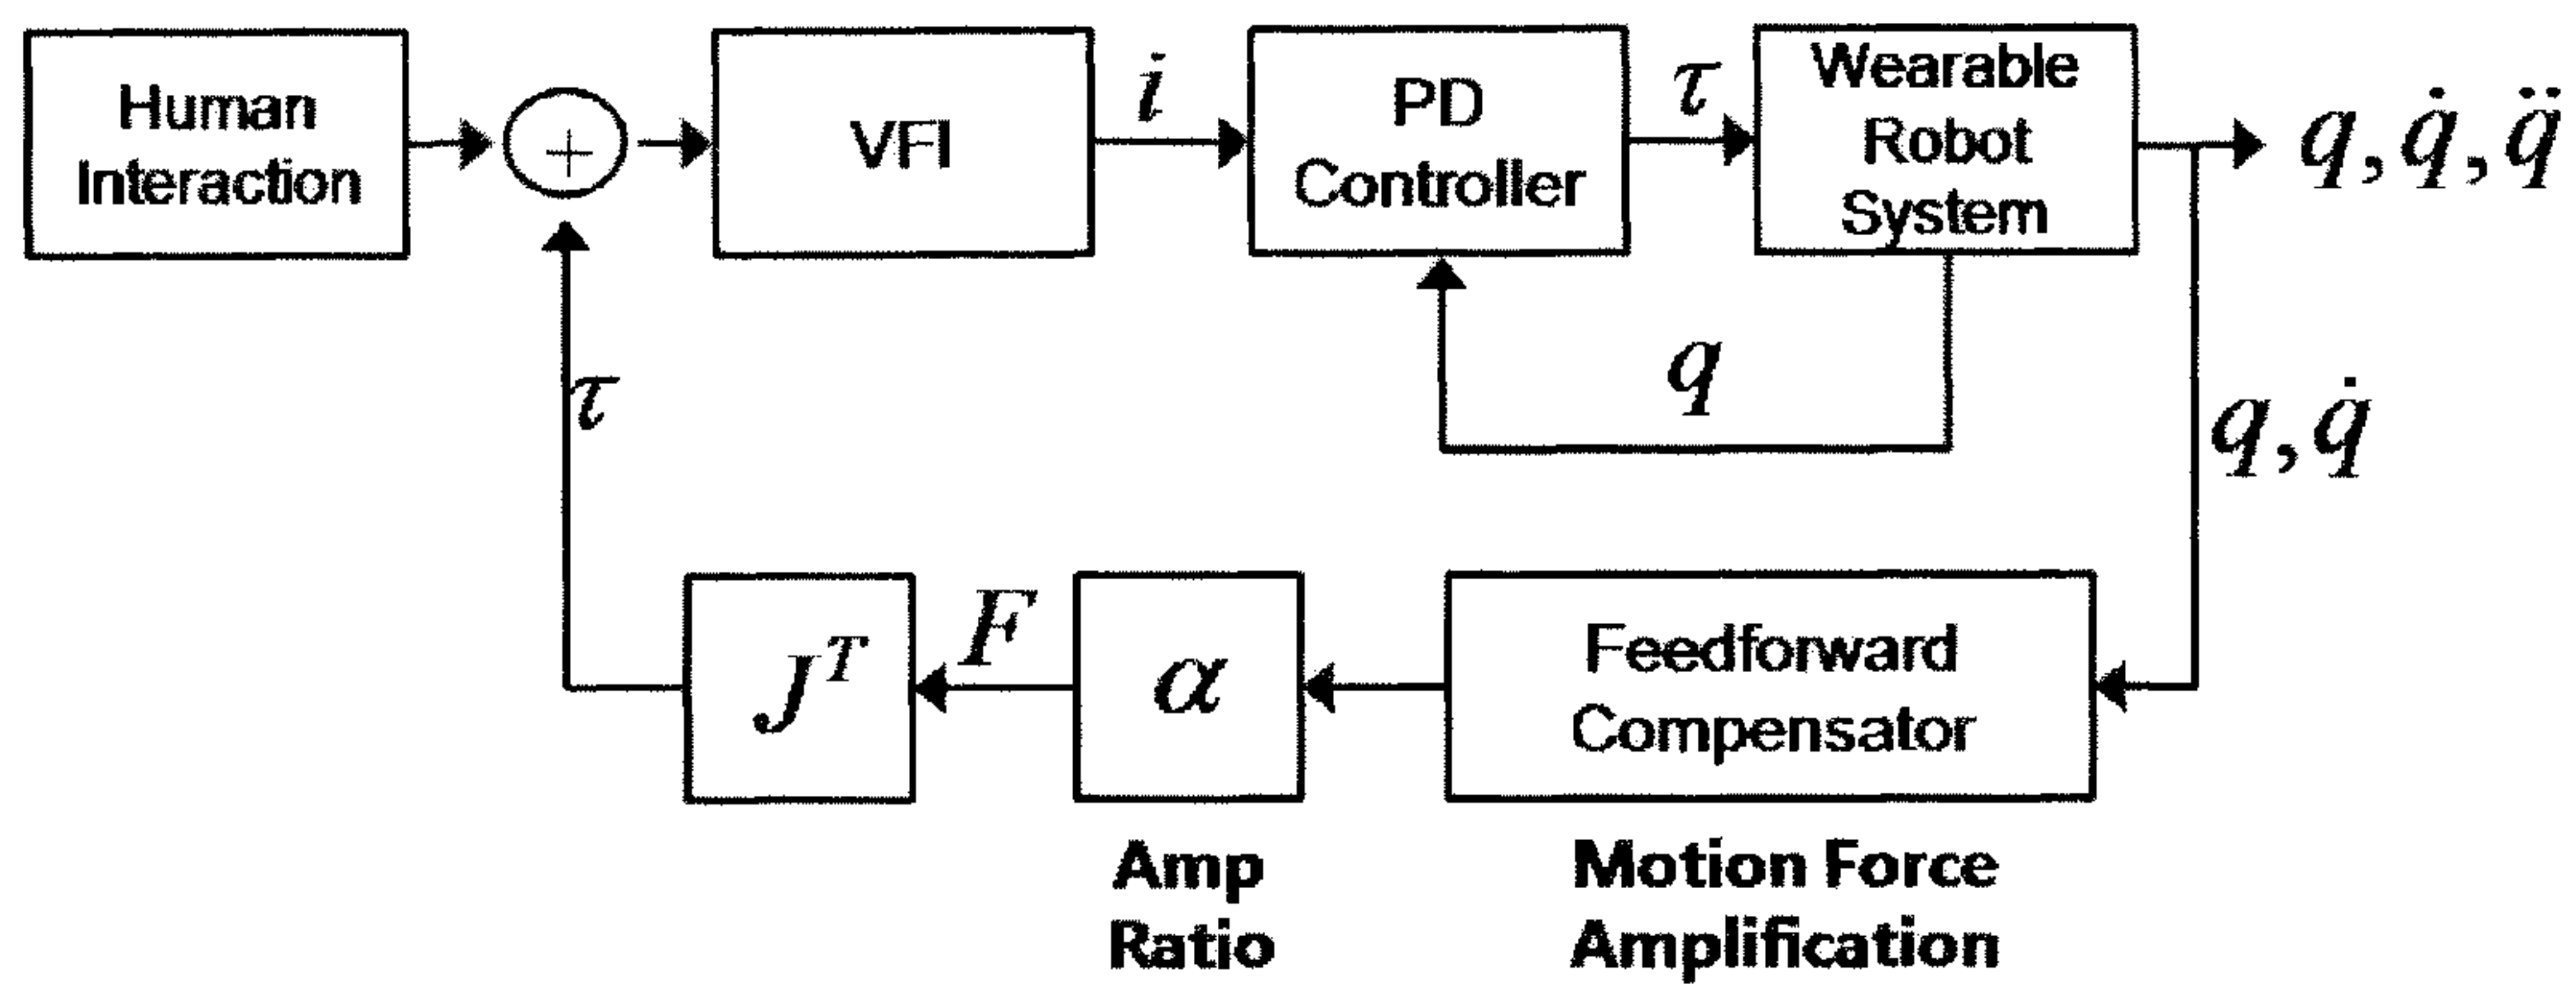 Human
Interaction
+
VFI
i
PD
Controller
τ
Wearable
Robot
System
q, q̇, q̈
q
q, q̇
τ
J^T
F
α
Feedforward
Compensator
Amp
Ratio
Motion Force
Amplification